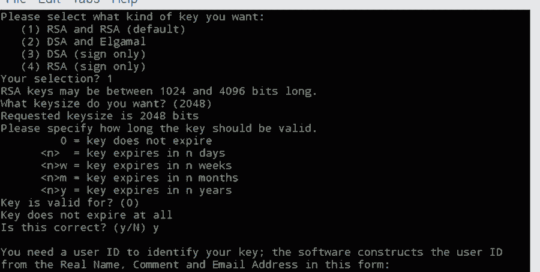 File Edit Tabs Help
Please select what kind of key you want:
(1) RSA and RSA (default)
(2) DSA and Elgamal
(3) DSA (sign only)
(4) RSA (sign only)
Your selection? 1
RSA keys may be between 1024 and 4096 bits long.
What keysize do you want? (2048)
Requested keysize is 2048 bits
Please specify how long the key should be valid.
0 = key does not expire
<n> = key expires in n days
<n>w = key expires in n weeks
<n>m = key expires in n months
<n>y = key expires in n years
Key is valid for? (0)
Key does not expire at all
Is this correct? (y/N) y
You need a user ID to identify your key; the software constructs the user ID
from the Real Name, Comment and Email Address in this form: